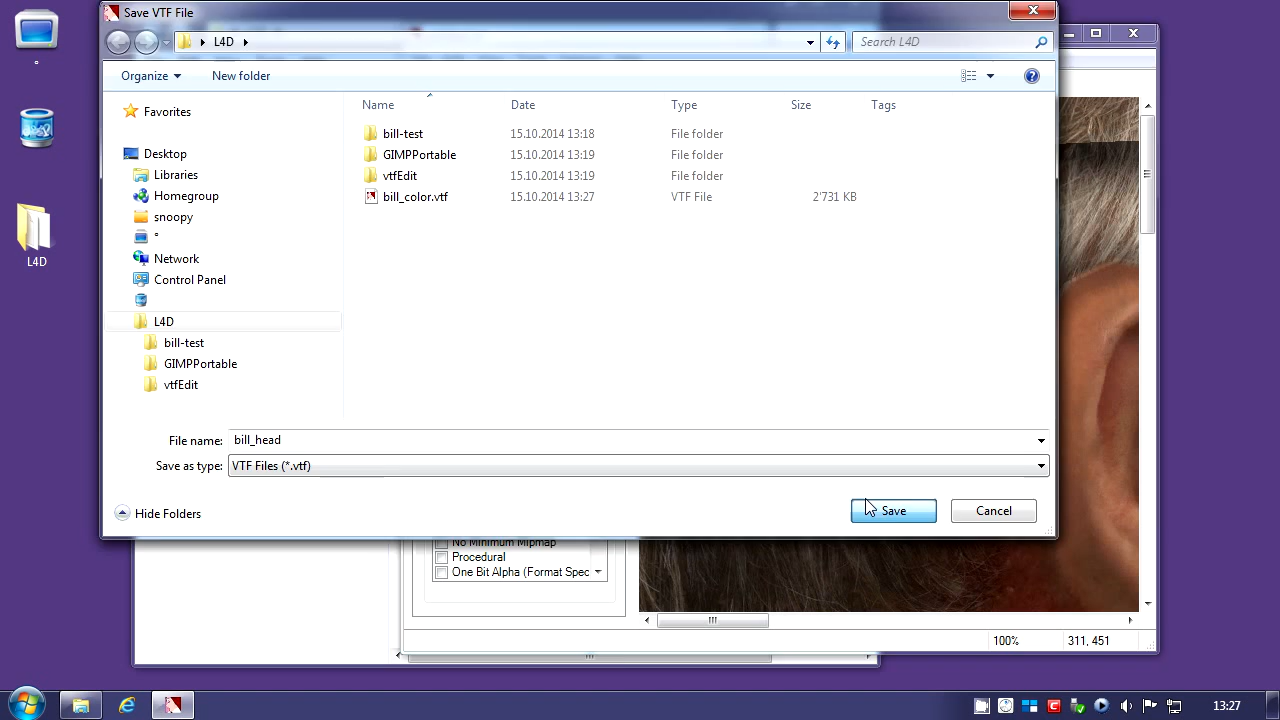 Save VTF File
L4D
Search L4D
Organize
New folder
Name
Date
Type
Size
Tags
Favorites
Desktop
Libraries
Homegroup
snoopy
Network
Control Panel
L4D
bill-test
GIMPPortable
vtfEdit
bill-test 15.10.2014 13:18 File folder
GIMPPortable 15.10.2014 13:19 File folder
vtfEdit 15.10.2014 13:19 File folder
bill_color.vtf 15.10.2014 13:27 VTF File 2'731 KB
File name: bill_head
Save as type: VTF Files (*.vtf)
Hide Folders
Save
Cancel
L4D
No Minimum Mipmap
Procedural
One Bit Alpha (Format Spec
100%
311, 451
13:27